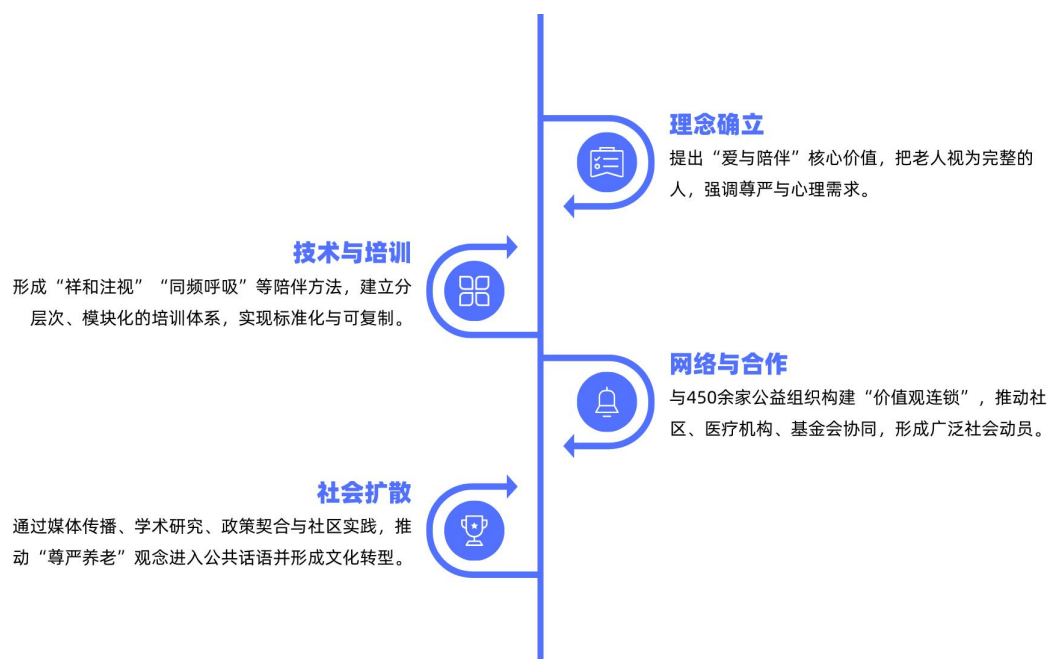 理念确立
提出“爱与陪伴”核心价值，把老人视为完整的
人，强调尊严与心理需求。
技术与培训
形成“祥和注视”“同频呼吸”等陪伴方法，建立分
层次、模块化的培训体系，实现标准化与可复制。
网络与合作
与450余家公益组织构建“价值观连锁”，推动社
区、医疗机构、基金会协同，形成广泛社会动员。
社会扩散
通过媒体传播、学术研究、政策契合与社区实践，推
动“尊严养老”观念进入公共话语并形成文化转型。